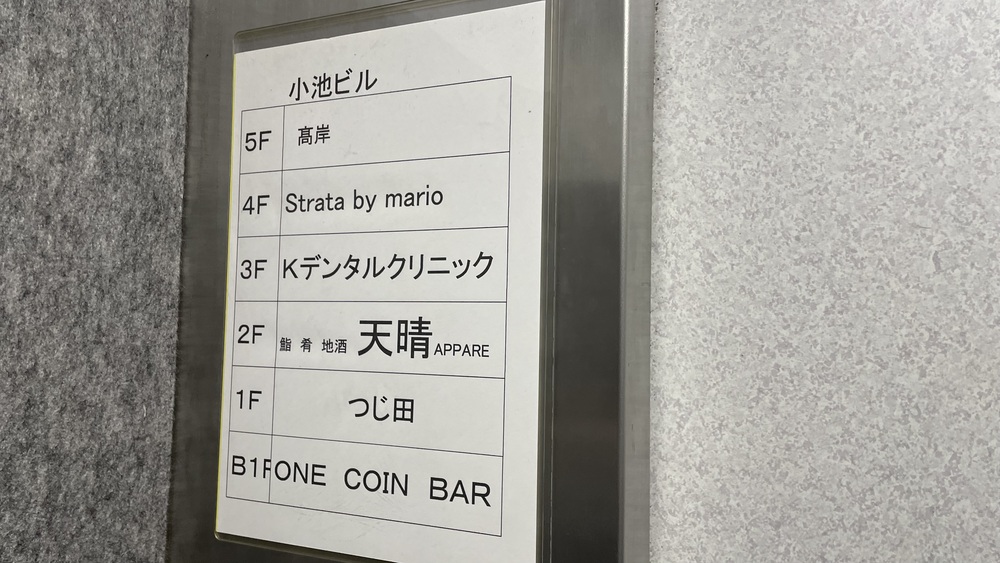 小池ビル
5F 髙岸
4F Strata by mario
3F Kデンタルクリニック
2F 鮨 肴 地酒 天晴 APPARE
1F つじ田
B1F ONE COIN BAR